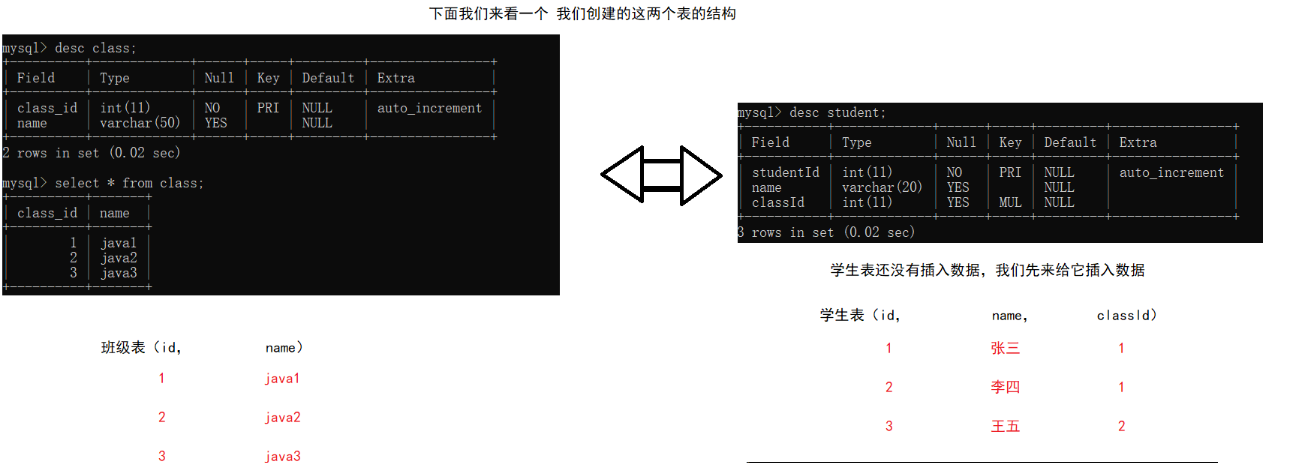 下面我们来看一个 我们创建的这两个表的结构
mysql> desc class;
+----------+-------------+------+-----+---------+----------------+
| Field    | Type        | Null | Key | Default | Extra          |
+----------+-------------+------+-----+---------+----------------+
| class_id | int(11)     | NO   | PRI | NULL    | auto_increment |
| name     | varchar(50) | YES  |     | NULL    |                |
+----------+-------------+------+-----+---------+----------------+
2 rows in set (0.02 sec)
mysql> select * from class;
+----------+-------+
| class_id | name  |
+----------+-------+
|        1 | java1 |
|        2 | java2 |
|        3 | java3 |
+----------+-------+
班级表（id， name）
1 java1
2 java2
3 java3
mysql> desc student;
+-----------+-------------+------+-----+---------+----------------+
| Field     | Type        | Null | Key | Default | Extra          |
+-----------+-------------+------+-----+---------+----------------+
| studentId | int(11)     | NO   | PRI | NULL    | auto_increment |
| name      | varchar(20) | YES  |     | NULL    |                |
| classId   | int(11)     | YES  | MUL | NULL    |                |
+-----------+-------------+------+-----+---------+----------------+
3 rows in set (0.02 sec)
学生表还没有插入数据，我们先来给它插入数据
学生表（id， name， classId）
1 张三 1
2 李四 1
3 王五 2